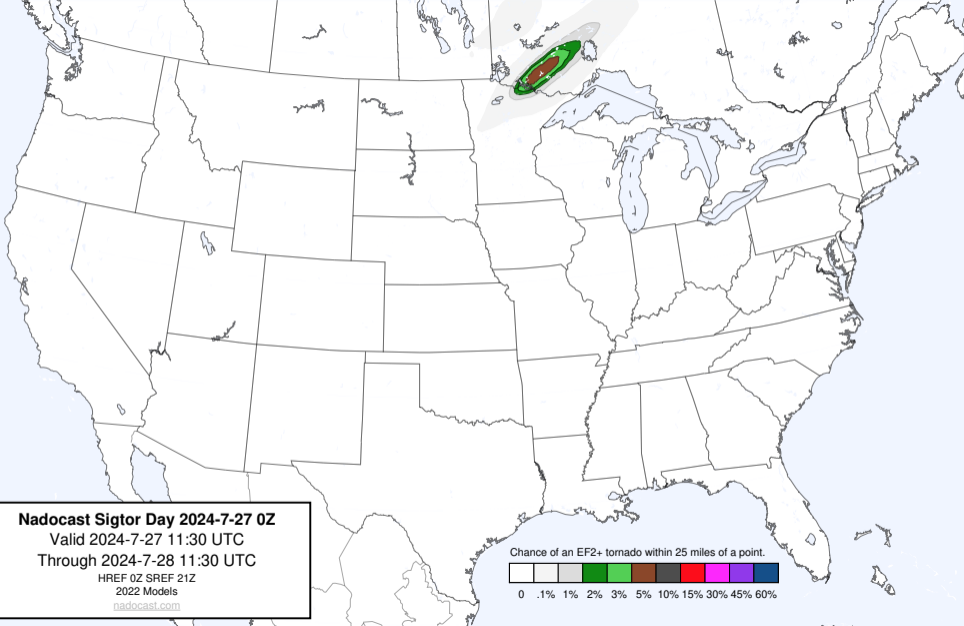 Nadocast Sigtor Day 2024-7-27 0Z
Valid 2024-7-27 11:30 UTC
Through 2024-7-28 11:30 UTC
HREF 0Z SREF 21Z
2022 Models
nadocast.com
Chance of an EF2+ tornado within 25 miles of a point.
0 .1% 1% 2% 3% 5% 10% 15% 30% 45% 60%